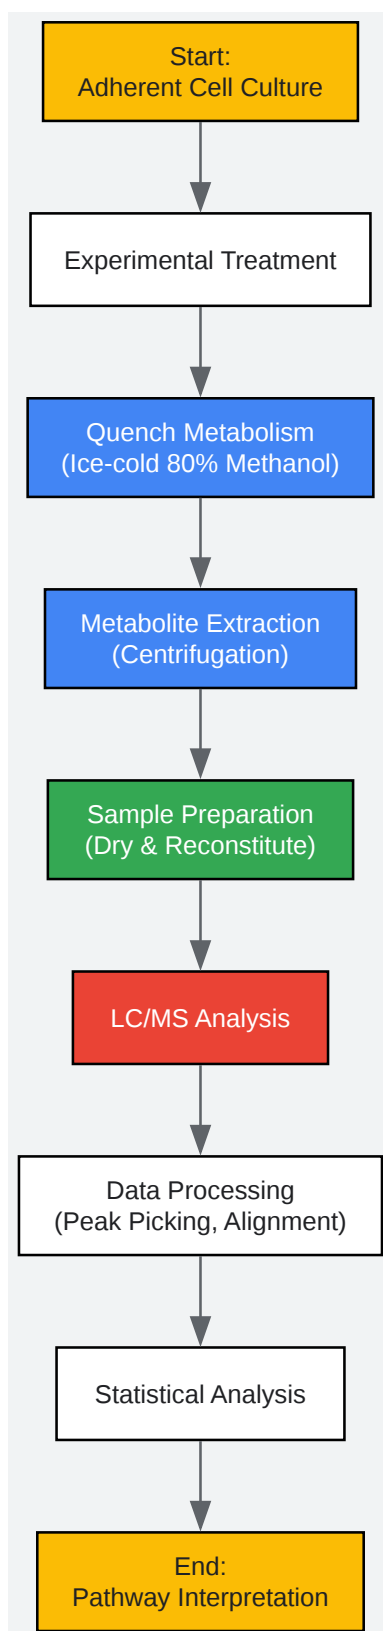 Start:
Adherent Cell Culture
Experimental Treatment
Quench Metabolism
(Ice-cold 80% Methanol)
Metabolite Extraction
(Centrifugation)
Sample Preparation
(Dry & Reconstitute)
LC/MS Analysis
Data Processing
(Peak Picking, Alignment)
Statistical Analysis
End:
Pathway Interpretation